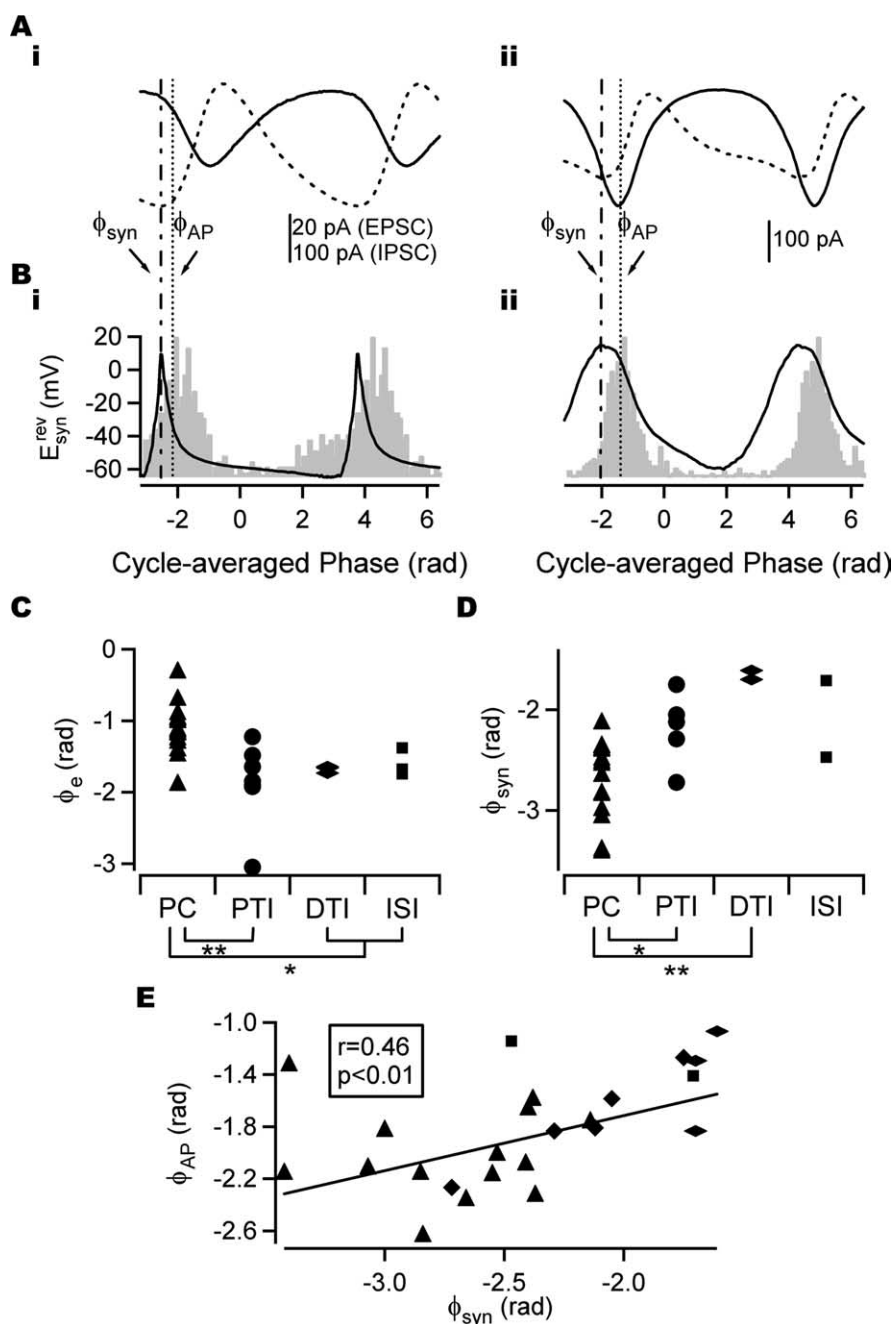 A
i
ii
ϕsyn
ϕAP
20 pA (EPSC)
100 pA (IPSC)
ϕsyn
ϕAP
100 pA
B
i
ii
E rev syn (mV)
20
0
-20
-40
-60
-2 0 2 4 6
-2 0 2 4 6
Cycle-averaged Phase (rad)
Cycle-averaged Phase (rad)
C
D
ϕe (rad)
0
-1
-2
-3
PC PTI DTI ISI
**
*
ϕsyn (rad)
-2
-3
PC PTI DTI ISI
*
**
E
ϕAP (rad)
-1.0
-1.4
-1.8
-2.2
-2.6
r=0.46
p<0.01
-3.0 -2.5 -2.0
ϕsyn (rad)